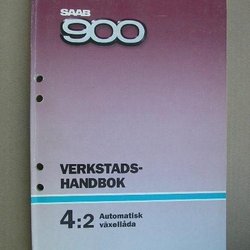 SAAB
900
VERKSTADS-
HANDBOK
4:2 Automatisk
växellåda